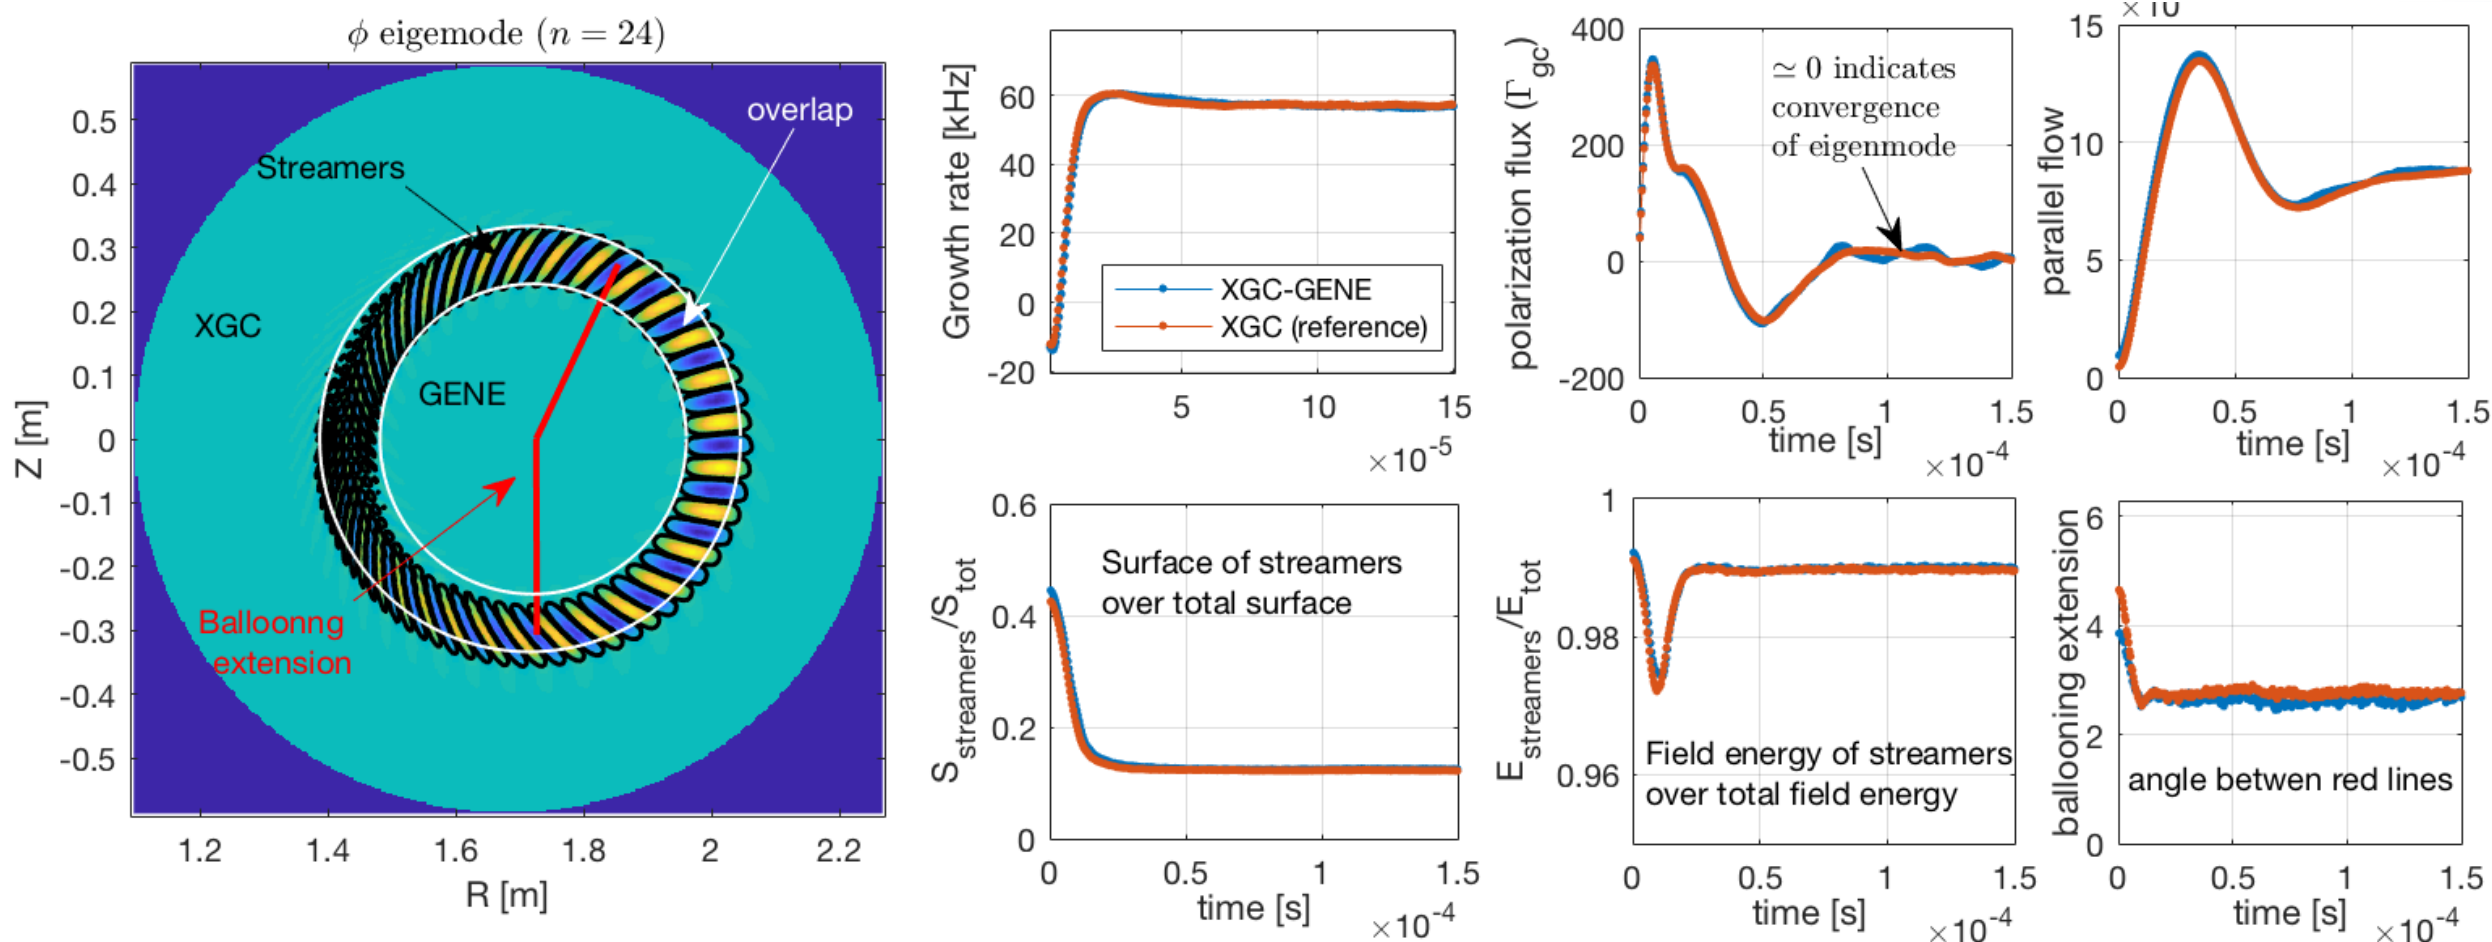 ϕ eigemode (n = 24)
Z [m]
0.5
0.4
0.3
0.2
0.1
0
-0.1
-0.2
-0.3
-0.4
-0.5
overlap
Streamers
XGC
GENE
Balloonng
extension
1.2 1.4 1.6 1.8 2 2.2
R [m]
Growth rate [kHz]
60
40
20
0
-20
XGC-GENE
XGC (reference)
5 10 15
×10-5
polarization flux (Γgc)
400
200
0
-200
≃ 0 indicates
convergence
of eigenmode
0 0.5 1 1.5
time [s]
×10-4
parallel flow
15
10
5
0
0 0.5 1 1.5
time [s]
×10-4
Sstreamers/Stot
0.6
0.4
0.2
0
Surface of streamers
over total surface
0 0.5 1 1.5
time [s]
×10-4
Estreamers/Etot
1
0.98
0.96
Field energy of streamers
over total field energy
0 0.5 1 1.5
time [s]
×10-4
ballooning extension
6
4
2
0
angle betwen red lines
0 0.5 1 1.5
time [s]
×10-4